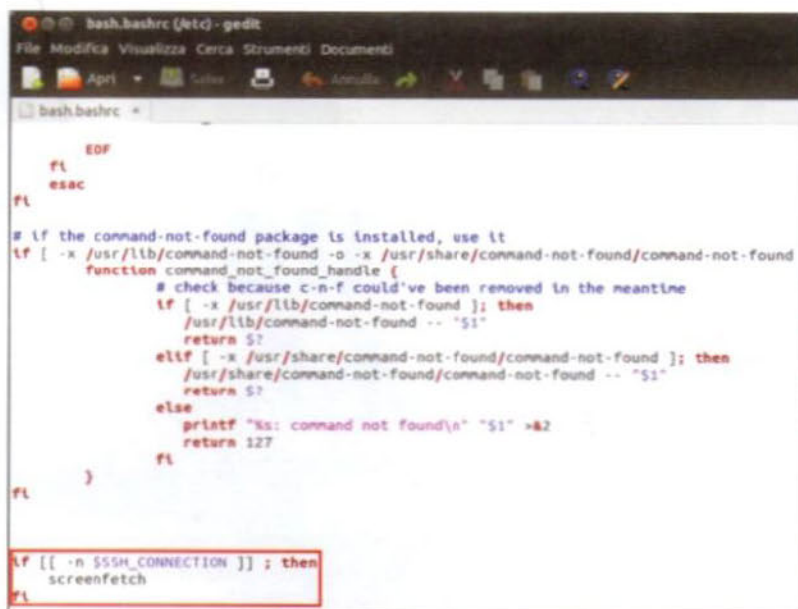 bash.bashrc (/etc) - gedit
File Modifica Visualizza Cerca Strumenti Documenti
Apri Salva Annulla
bash.bashrc ×
EOF
fi
esac
fi
# if the command-not-found package is installed, use it
if [ -x /usr/lib/command-not-found -o -x /usr/share/command-not-found/command-not-found
function command_not_found_handle {
# check because c-n-f could've been removed in the meantime
if [ -x /usr/lib/command-not-found ]; then
/usr/lib/command-not-found -- "$1"
return $?
elif [ -x /usr/share/command-not-found/command-not-found ]; then
/usr/share/command-not-found/command-not-found -- "$1"
return $?
else
printf "%s: command not found\n" "$1" >&2
return 127
fi
}
fi
if [[ -n $SSH_CONNECTION ]] ; then
screenfetch
fi